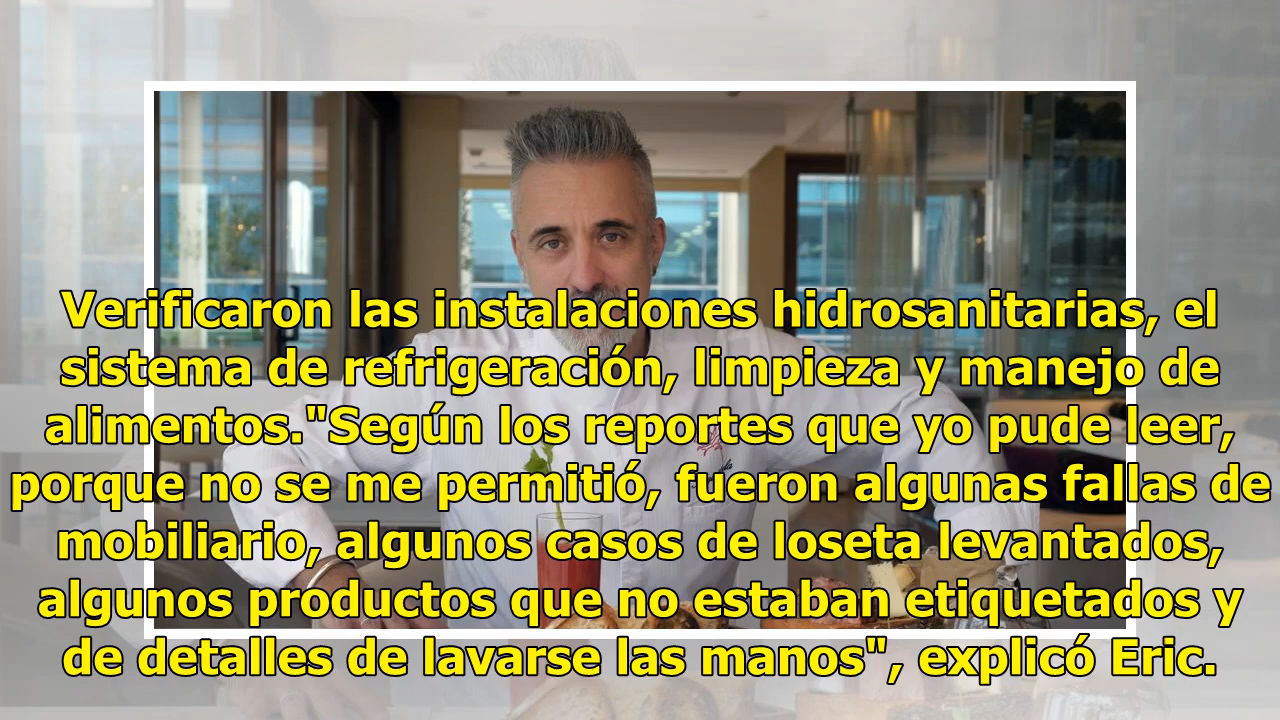 Verificaron las instalaciones hidrosanitarias, el
sistema de refrigeración, limpieza y manejo de
alimentos."Según los reportes que yo pude leer,
porque no se me permitió, fueron algunas fallas de
mobiliario, algunos casos de loseta levantados,
algunos productos que no estaban etiquetados y
de detalles de lavarse las manos", explicó Eric.